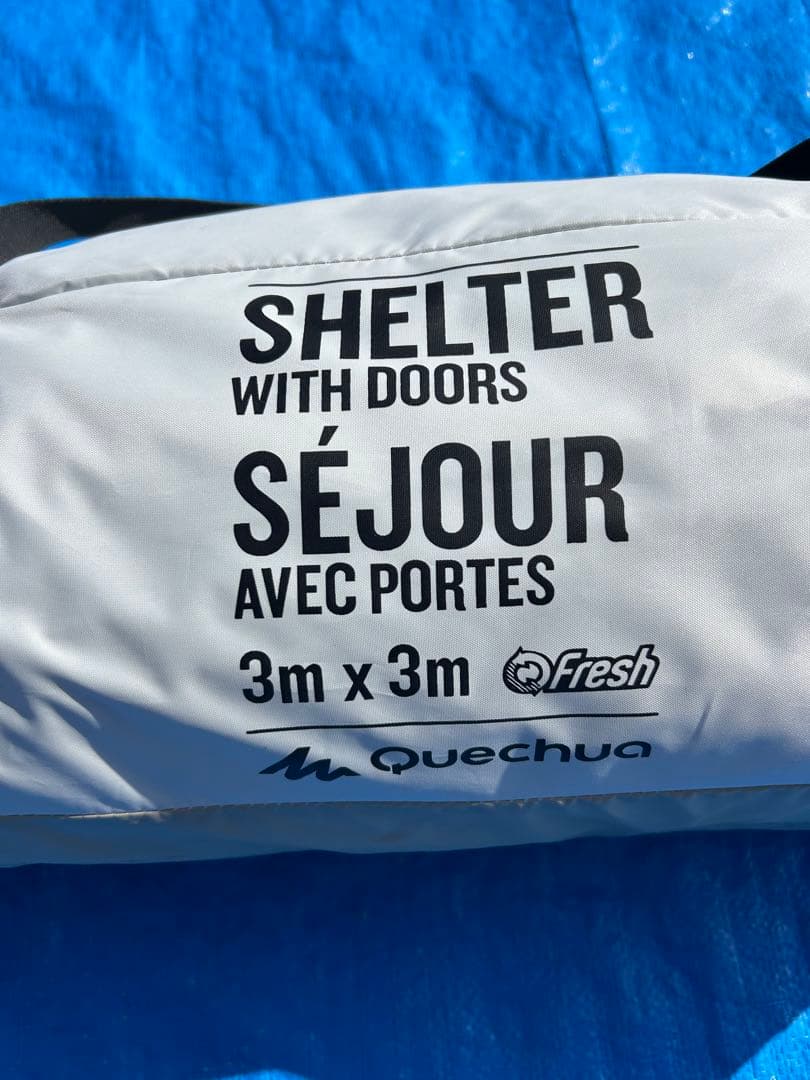 SHELTER
WITH DOORS
SÉJOUR
AVEC PORTES
3m x 3m Fresh
Quechua